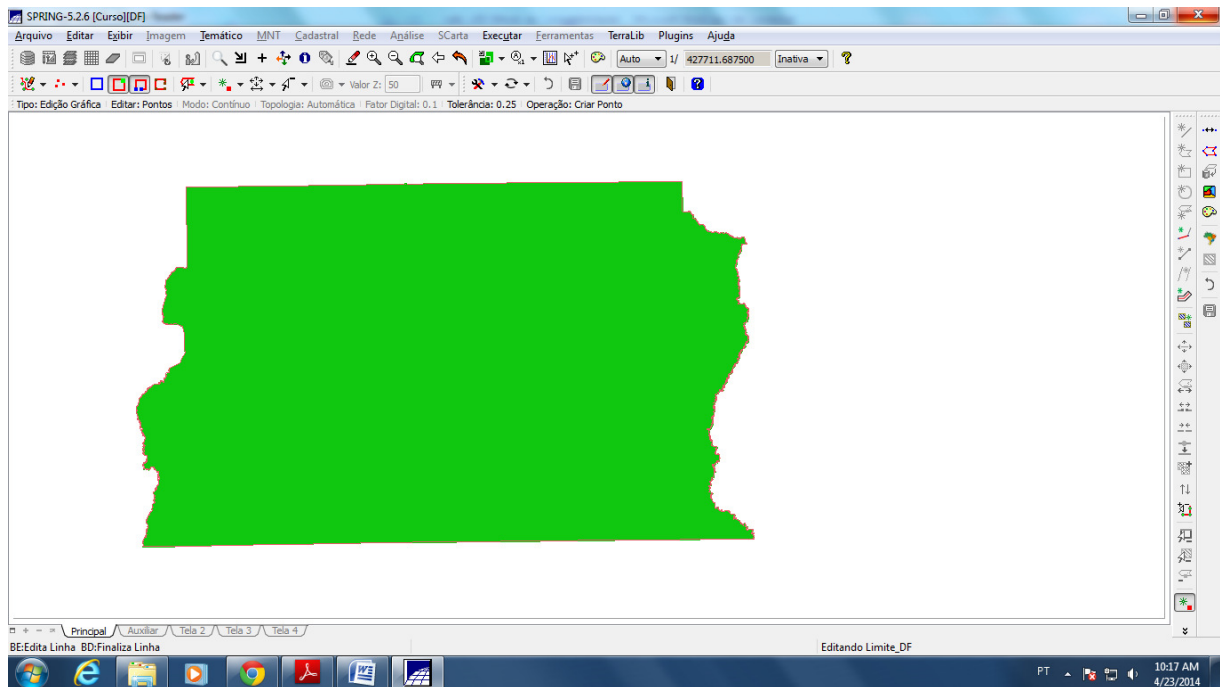 SPRING-5.2.6 [Curso][DF]
Arquivo Editar Exibir Imagem Temático MNT Cadastral Rede Análise SCarta Executar Ferramentas TerraLib Plugins Ajuda
Auto 1/ 427711.687500 Inativa
Valor Z: 50
Tipo: Edição Gráfica Editar: Pontos Modo: Contínuo Topologia: Automática Fator Digital: 0.1 Tolerância: 0.25 Operação: Criar Ponto
Principal Auxiliar Tela 2 Tela 3 Tela 4
BE:Edita Linha BD:Finaliza Linha Editando Limite_DF
PT 10:17 AM
4/23/2014